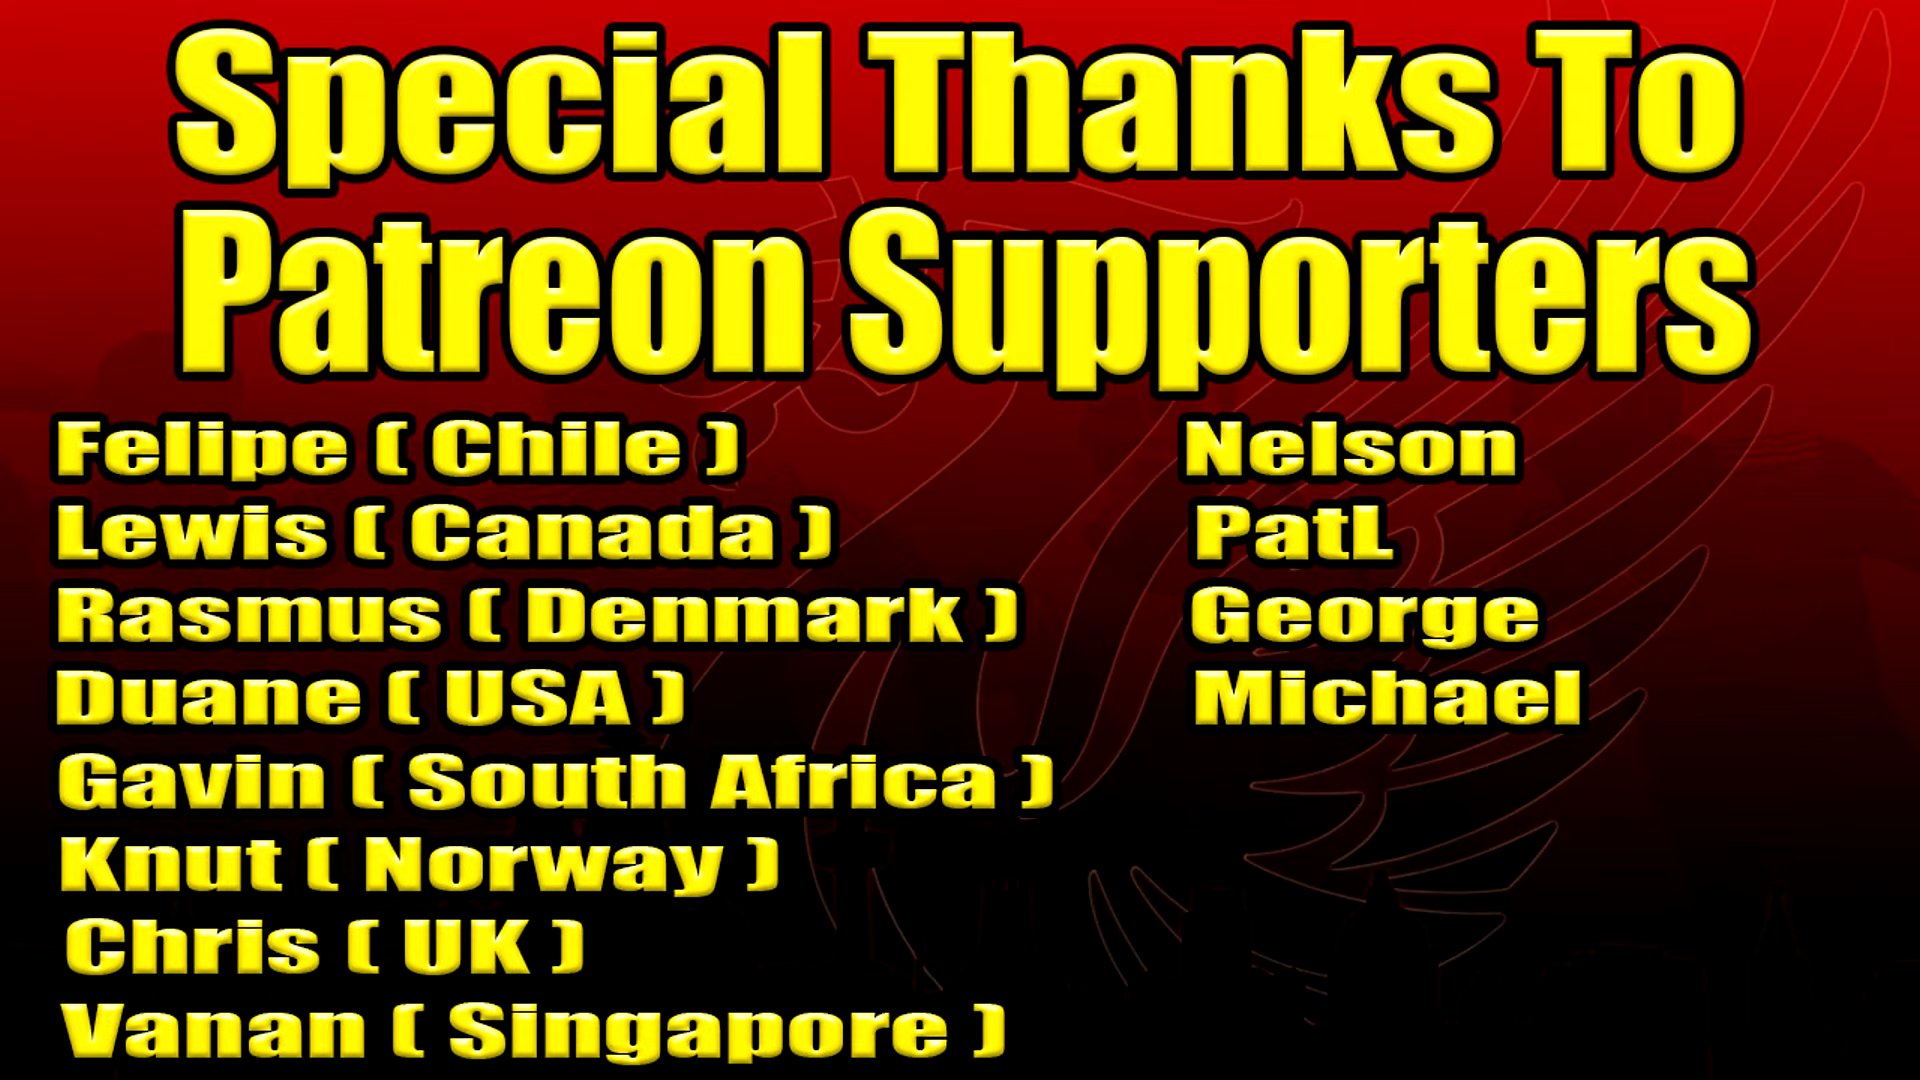 Special Thanks To
Patreon Supporters
Felipe ( Chile )
Lewis ( Canada )
Rasmus ( Denmark )
Duane ( USA )
Gavin ( South Africa )
Knut ( Norway )
Chris ( UK )
Vanan ( Singapore )
Nelson
PatL
George
Michael